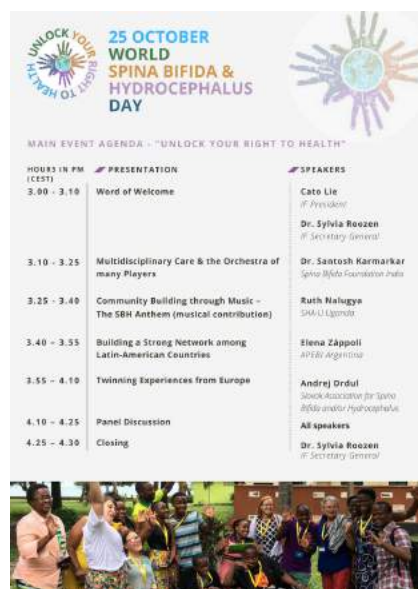 UNLOCK YOUR RIGHT TO HEALTH
25 OCTOBER
WORLD
SPINA BIFIDA &
HYDROCEPHALUS
DAY
MAIN EVENT AGENDA - "UNLOCK YOUR RIGHT TO HEALTH"
HOURS IN PM (CEST)
PRESENTATION
SPEAKERS
3.00 - 3.10
Word of Welcome
Cato Lie
IF President
Dr. Sylvia Roozen
IF Secretary General
3.10 - 3.25
Multidisciplinary Care & the Orchestra of
many Players
Dr. Santosh Karmarkar
Spina Bifida Foundation India
3.25 - 3.40
Community Building through Music –
The SBH Anthem (musical contribution)
Ruth Nalugya
SHA-U Uganda
3.40 – 3.55
Building a Strong Network among
Latin-American Countries
Elena Zàppoli
APEBI Argentina
3.55 – 4.10
Twinning Experiences from Europe
Andrej Ordul
Slovak Association for Spina
Bifida and/or Hydrocephalus
4.10 – 4.25
Panel Discussion
All speakers
4.25 – 4.30
Closing
Dr. Sylvia Roozen
IF Secretary General